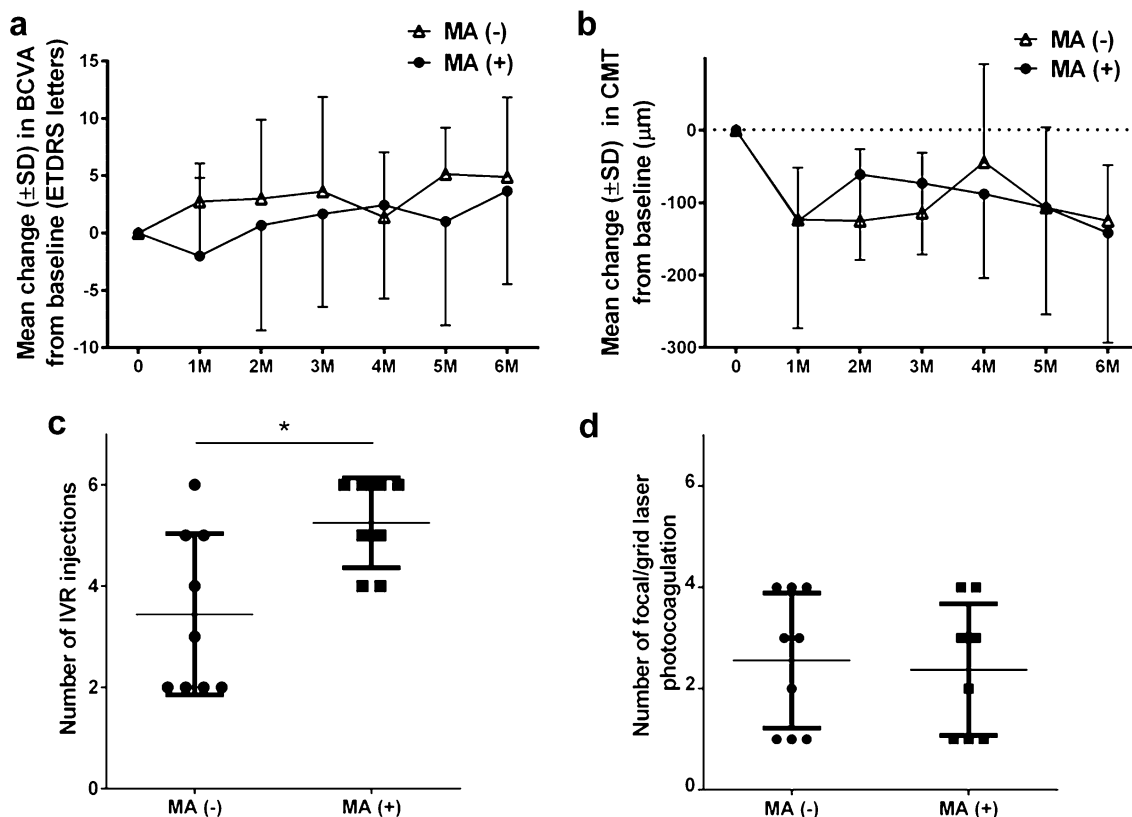 a
MA (-)
MA (+)
Mean change (±SD) in BCVA
from baseline (ETDRS letters)
15
10
5
0
-5
-10
0 1M 2M 3M 4M 5M 6M
b
MA (-)
MA (+)
Mean change (±SD) in CMT
from baseline (μm)
0
-100
-200
-300
0 1M 2M 3M 4M 5M 6M
c
*
Number of IVR injections
6
4
2
0
MA (-) MA (+)
d
Number of focal/grid laser
photocoagulation
6
4
2
0
MA (-) MA (+)